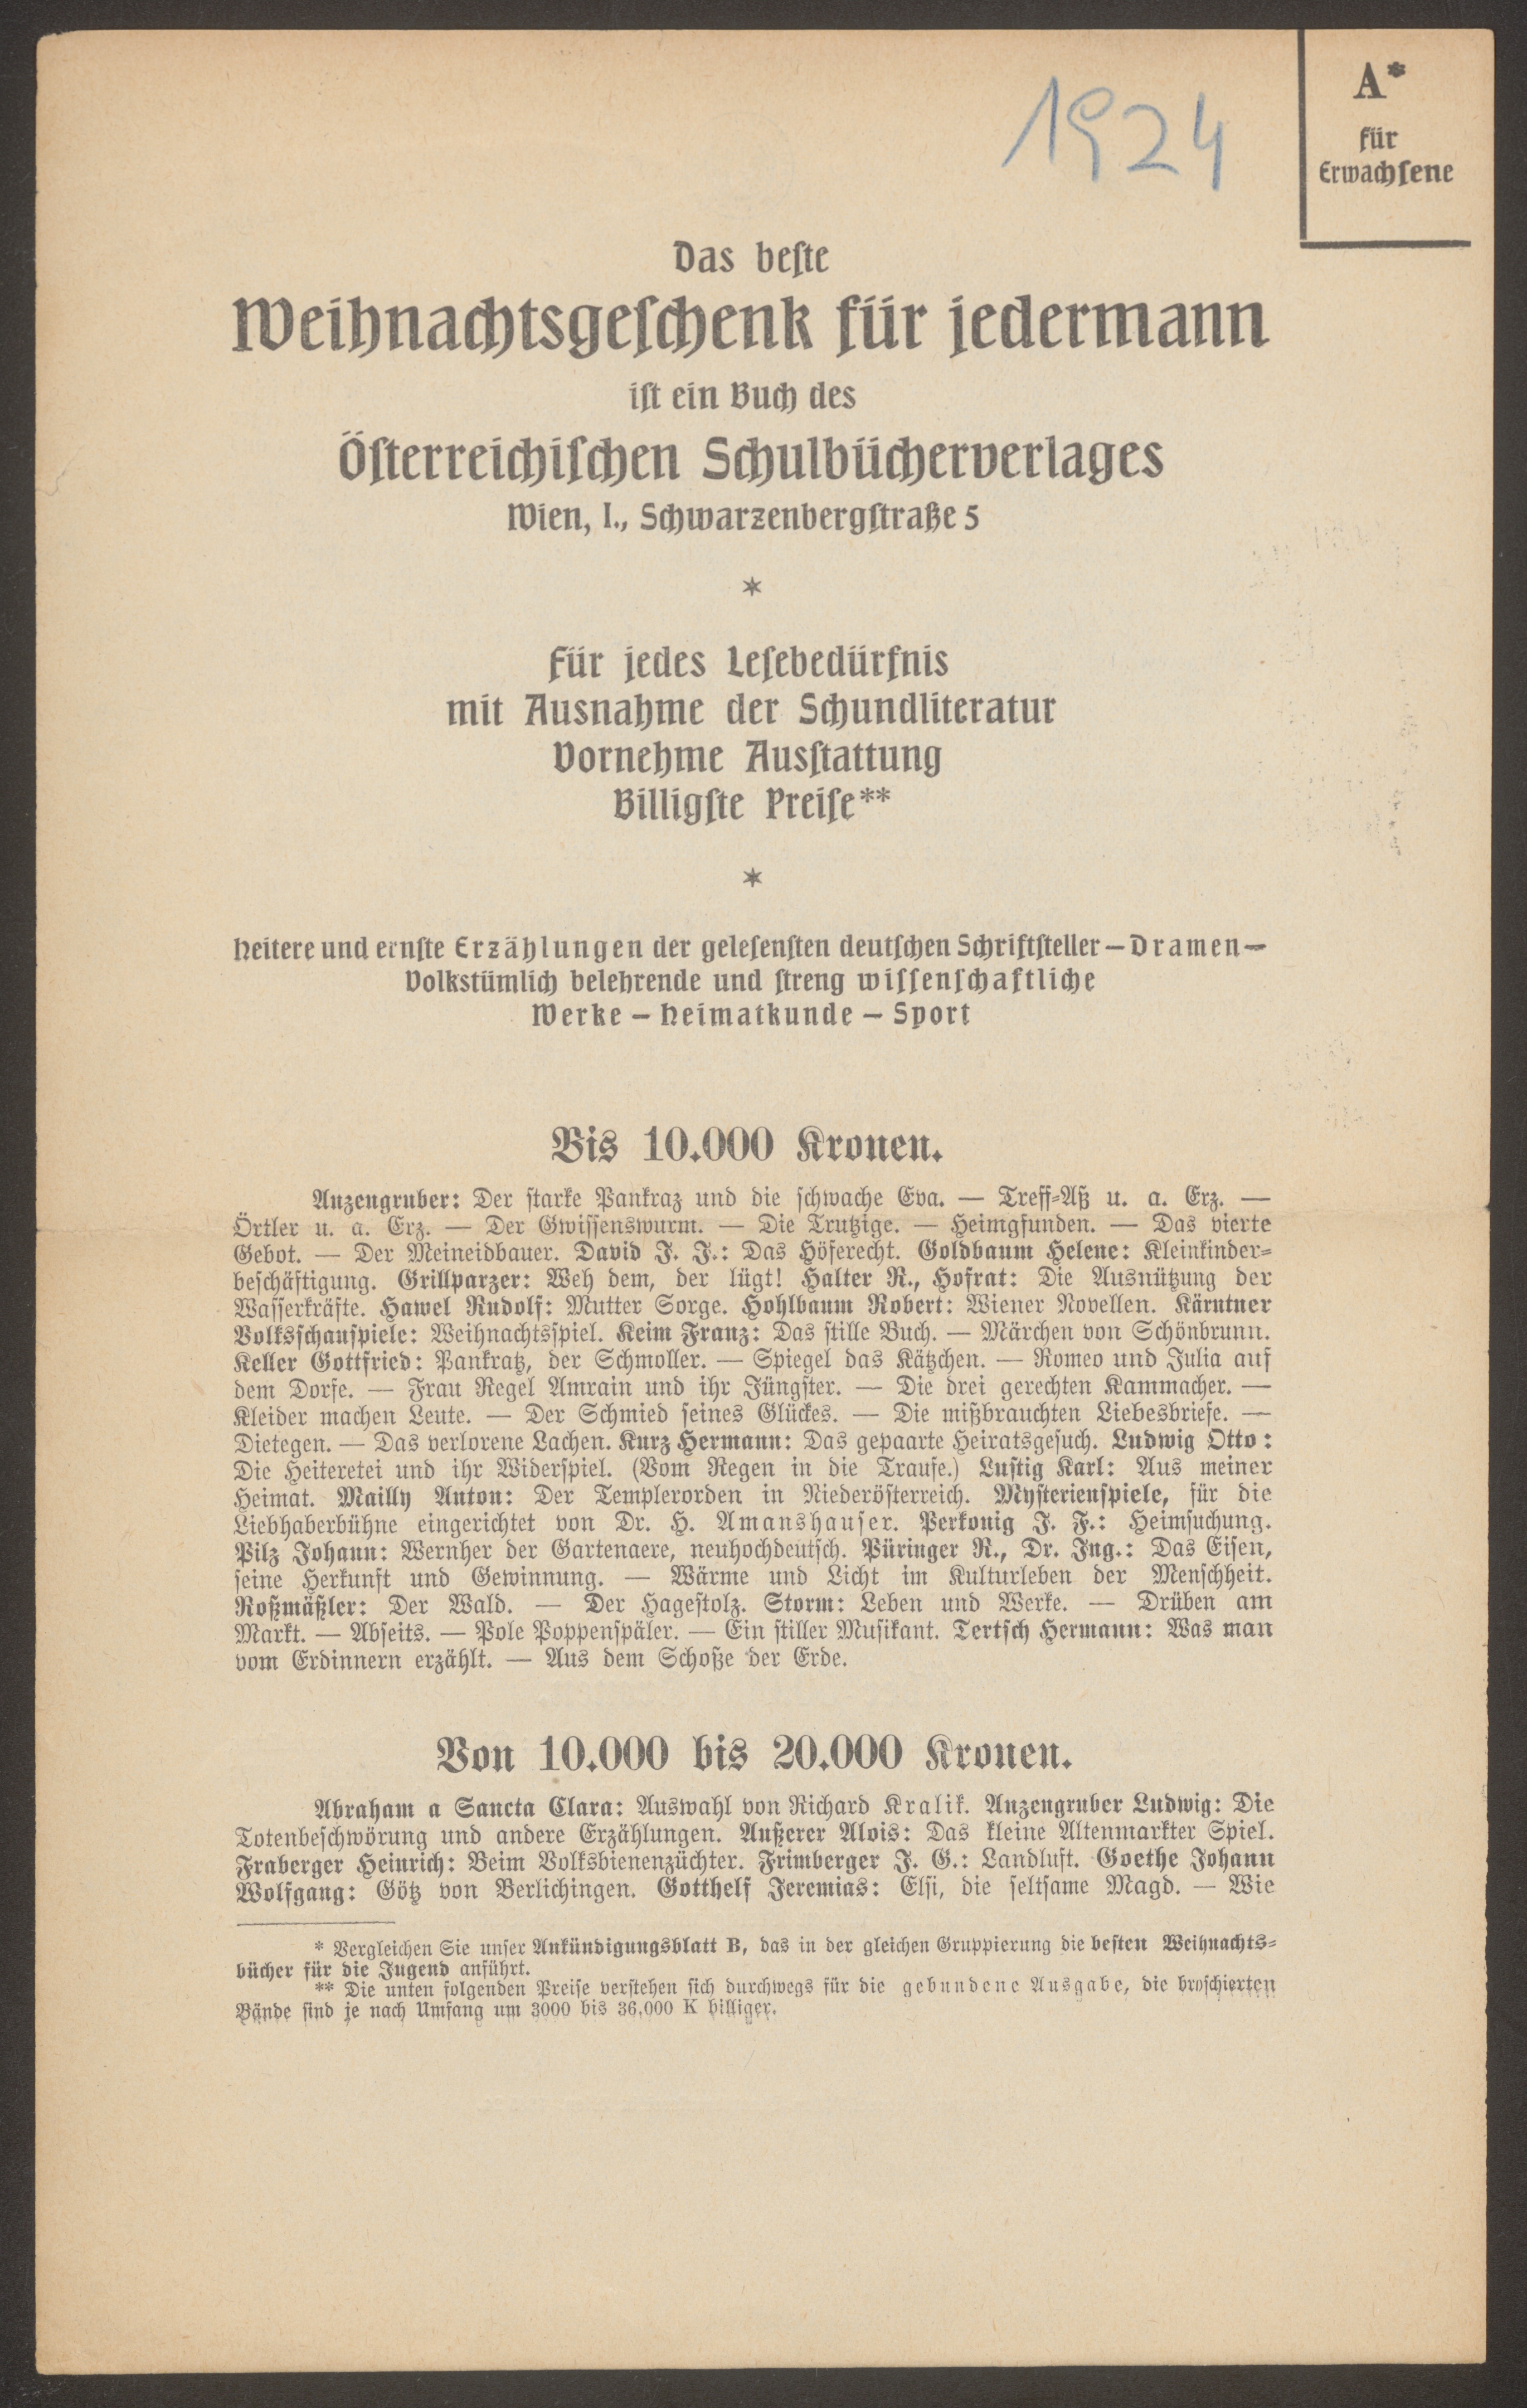 1924
A*
für
Erwachsene
Das beste
Weihnachtsgeschenk für jedermann
ist ein Buch des
Österreichischen Schulbücherverlages
Wien, I., Schwarzenbergstraße 5
*
Für jedes Lesebedürfnis
mit Ausnahme der Schundliteratur
Vornehme Ausstattung
Billigste Preise**
*
Heitere und ernste Erzählungen der gelesensten deutschen Schriftsteller — Dramen —
Volkstümlich belehrende und streng wissenschaftliche
Werke — Heimatkunde — Sport
Bis 10.000 Kronen.
Anzengruber: Der starke Pankraz und die schwache Eva. — Treff-Aß u. a. Erz. —
Örtler u. a. Erz. — Der Gwissenswurm. — Die Trutzige. — Heimgfunden. — Das vierte
Gebot. — Der Meineidbauer. David J. J.: Das Höferecht. Goldbaum Helene: Kleinkinder-
beschäftigung. Grillparzer: Weh dem, der lügt! Halter R., Hofrat: Die Ausnützung der
Wasserkräfte. Hawel Rudolf: Mutter Sorge. Hohlbaum Robert: Wiener Novellen. Kärntner
Volksschauspiele: Weihnachtsspiel. Keim Franz: Das stille Buch. — Märchen von Schönbrunn.
Keller Gottfried: Pankratz, der Schmoller. — Spiegel das Kätzchen. — Romeo und Julia auf
dem Dorfe. — Frau Regel Amrain und ihr Jüngster. — Die drei gerechten Kammacher. —
Kleider machen Leute. — Der Schmied seines Glückes. — Die mißbrauchten Liebesbriefe. —
Dietegen. — Das verlorene Lachen. Kurz Hermann: Das gepaarte Heiratsgesuch. Ludwig Otto:
Die Heiteretei und ihr Widerspiel. (Vom Regen in die Traufe.) Lustig Karl: Aus meiner
Heimat. Mailly Anton: Der Templerorden in Niederösterreich. Mysterienspiele, für die
Liebhaberbühne eingerichtet von Dr. H. Amanshauser. Perkonig J. F.: Heimsuchung.
Pilz Johann: Wernher der Gartenaere, neuhochdeutsch. Püringer R., Dr. Ing.: Das Eisen,
seine Herkunft und Gewinnung. — Wärme und Licht im Kulturleben der Menschheit.
Roßmäßler: Der Wald. — Der Hagestolz. Storm: Leben und Werke. — Drüben am
Markt. — Abseits. — Pole Poppenspäler. — Ein stiller Musikant. Tertsch Hermann: Was man
vom Erdinnern erzählt. — Aus dem Schoße der Erde.
Von 10.000 bis 20.000 Kronen.
Abraham a Sancta Clara: Auswahl von Richard Kralik. Anzengruber Ludwig: Die
Totenbeschwörung und andere Erzählungen. Außerer Alois: Das kleine Altenmarkter Spiel.
Fraberger Heinrich: Beim Volksbienenzüchter. Frimberger J. G.: Landluft. Goethe Johann
Wolfgang: Götz von Berlichingen. Gotthelf Jeremias: Elsi, die seltsame Magd. — Wie
* Vergleichen Sie unser Ankündigungsblatt B, das in der gleichen Gruppierung die besten Weihnachts-
bücher für die Jugend anführt.
** Die unten folgenden Preise verstehen sich durchwegs für die gebundene Ausgabe, die broschierten
Bände sind je nach Umfang um 3000 bis 36.000 K billiger.